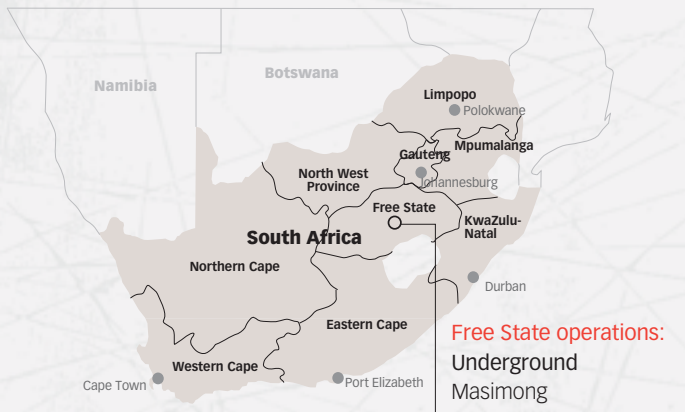 Namibia
Botswana
Limpopo
Polokwane
Mpumalanga
Gauteng
Johannesburg
North West
Province
Free State
KwaZulu-
Natal
South Africa
Northern Cape
Durban
Eastern Cape
Free State operations:
Underground
Masimong
Western Cape
Cape Town
Port Elizabeth